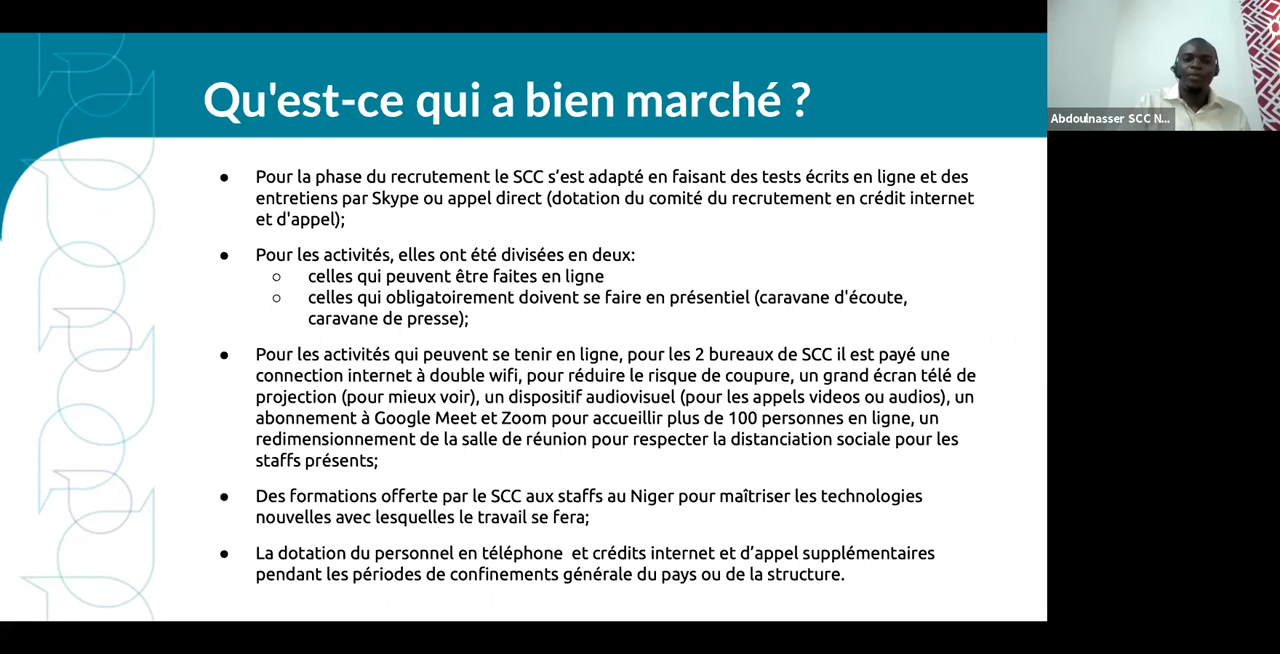 Qu'est-ce qui a bien marché ?
Abdoulnasser SCC N...
● Pour la phase du recrutement le SCC s’est adapté en faisant des tests écrits en ligne et des
entretiens par Skype ou appel direct (dotation du comité du recrutement en crédit internet
et d'appel);
● Pour les activités, elles ont été divisées en deux:
○ celles qui peuvent être faites en ligne
○ celles qui obligatoirement doivent se faire en présentiel (caravane d'écoute,
caravane de presse);
● Pour les activités qui peuvent se tenir en ligne, pour les 2 bureaux de SCC il est payé une
connection internet à double wifi, pour réduire le risque de coupure, un grand écran télé de
projection (pour mieux voir), un dispositif audiovisuel (pour les appels videos ou audios), un
abonnement à Google Meet et Zoom pour accueillir plus de 100 personnes en ligne, un
redimensionnement de la salle de réunion pour respecter la distanciation sociale pour les
staffs présents;
● Des formations offerte par le SCC aux staffs au Niger pour maîtriser les technologies
nouvelles avec lesquelles le travail se fera;
● La dotation du personnel en téléphone et crédits internet et d’appel supplémentaires
pendant les périodes de confinements générale du pays ou de la structure.